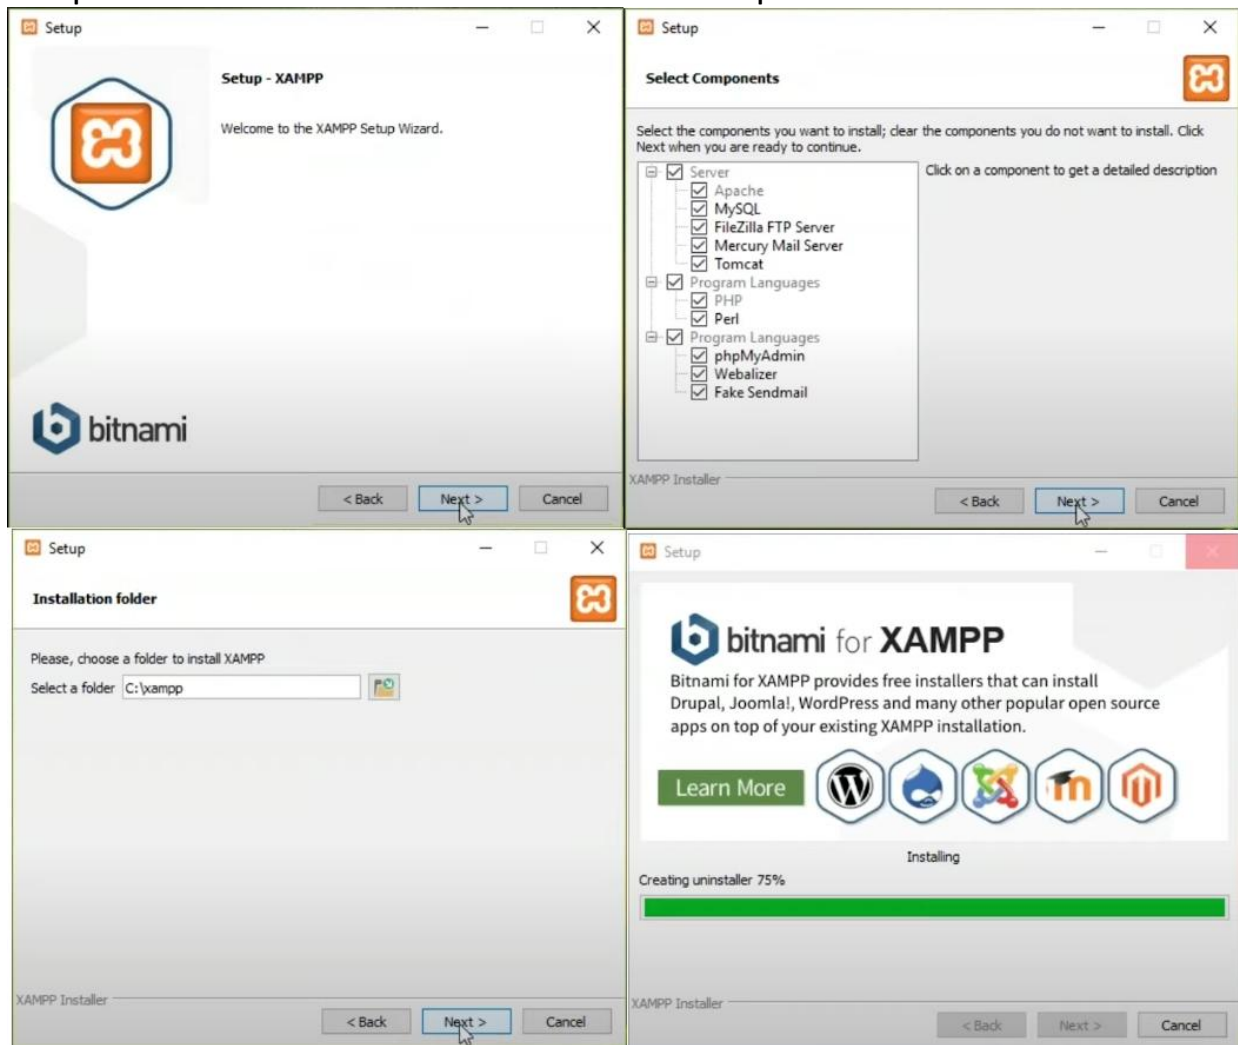 Setup
Setup - XAMPP
Welcome to the XAMPP Setup Wizard.
bitnami
< Back Next > Cancel
Setup
Select Components
Select the components you want to install; clear the components you do not want to install. Click
Next when you are ready to continue.
Server
Apache
MySQL
FileZilla FTP Server
Mercury Mail Server
Tomcat
Program Languages
PHP
Perl
Program Languages
phpMyAdmin
Webalizer
Fake Sendmail
Click on a component to get a detailed description
XAMPP Installer
< Back Next > Cancel
Setup
Installation folder
Please, choose a folder to install XAMPP
Select a folder C:\xampp
XAMPP Installer
< Back Next > Cancel
Setup
bitnami for XAMPP
Bitnami for XAMPP provides free installers that can install
Drupal, Joomla!, WordPress and many other popular open source
apps on top of your existing XAMPP installation.
Learn More
Installing
Creating uninstaller 75%
XAMPP Installer
< Back Next > Cancel